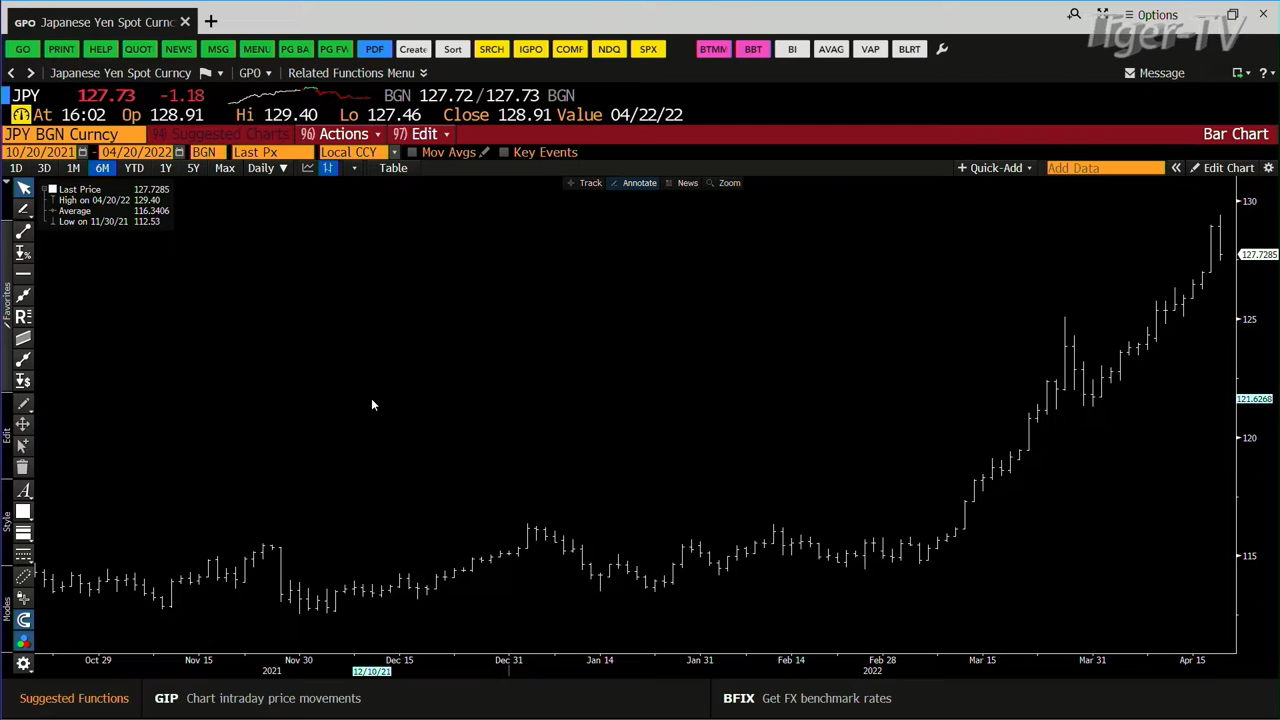 GPO Japanese Yen Spot Curnc × +
Options
Tiger-TV
GO PRINT HELP QUOT NEWS MSG MENU PG BA PG FW PDF Create Sort SRCH IGPO COMF NDQ SPX BTMM BBT BI AVAG VAP BLRT
Japanese Yen Spot Curncy GPO Related Functions Menu Message ?
JPY 127.73 -1.18 BGN 127.72/127.73 BGN
At 16:02 Op 128.91 Hi 129.40 Lo 127.46 Close 128.91 Value 04/22/22
JPY BGN Curncy 94) Suggested Charts 96) Actions 97) Edit Bar Chart
10/20/2021 - 04/20/2022 BGN Last Px Local CCY Mov Avgs Key Events
1D 3D 1M 6M YTD 1Y 5Y Max Daily Table + Quick-Add Add Data « Edit Chart
Track Annotate News Zoom
Last Price 127.7285
High on 04/20/22 129.40
Average 116.3406
Low on 11/30/21 112.53
130
127.7285
125
121.6268
120
115
Favorites
Edit
Style
Modes
Oct 29 Nov 15 Nov 30 Dec 15 Dec 31 Jan 14 Jan 31 Feb 14 Feb 28 Mar 15 Mar 31 Apr 15
2021 12/10/21 2022
Suggested Functions GIP Chart intraday price movements BFIX Get FX benchmark rates